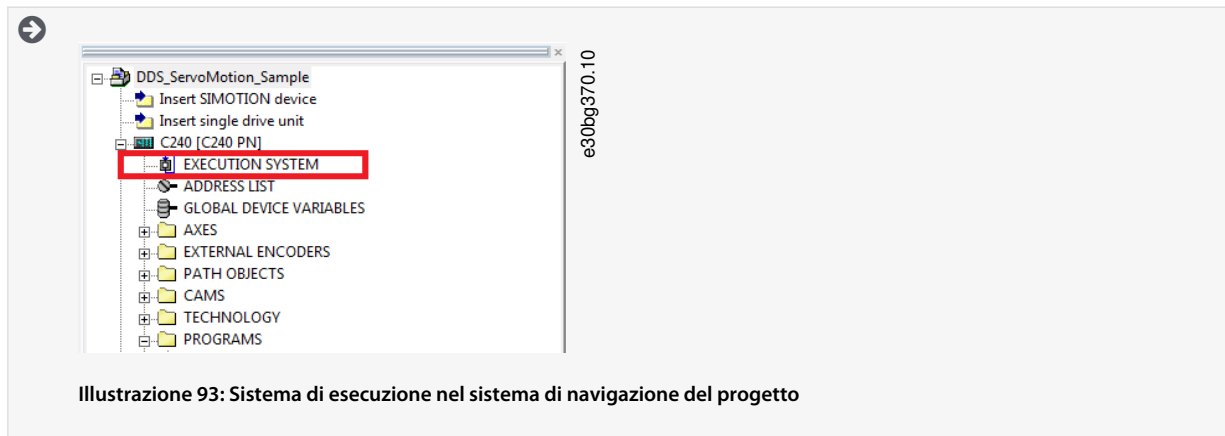 DDS_ServoMotion_Sample
Insert SIMOTION device
Insert single drive unit
C240 [C240 PN]
EXECUTION SYSTEM
ADDRESS LIST
GLOBAL DEVICE VARIABLES
AXES
EXTERNAL ENCODERS
PATH OBJECTS
CAMS
TECHNOLOGY
PROGRAMS
e30bg370.10
Illustrazione 93: Sistema di esecuzione nel sistema di navigazione del progetto